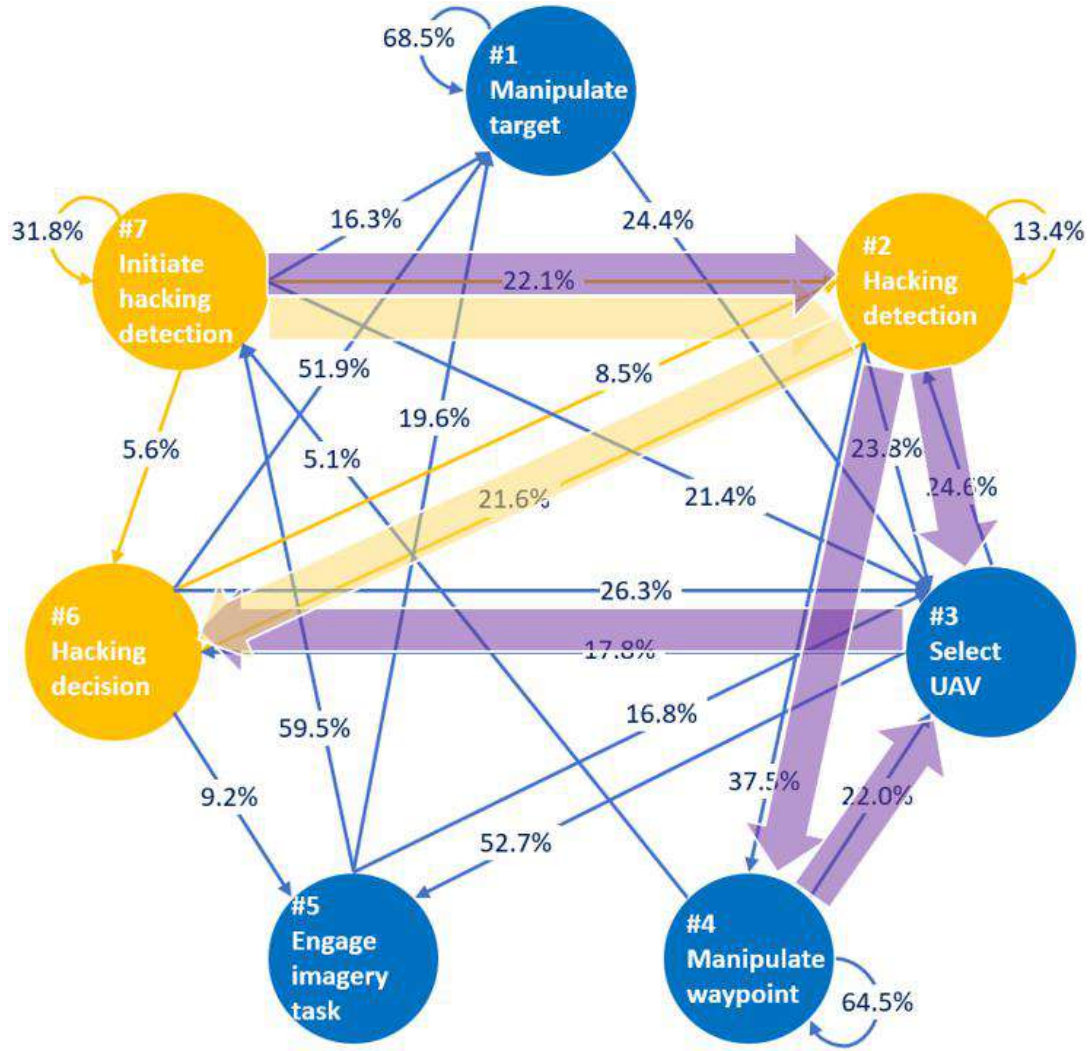 68.5%
#1
Manipulate
target
31.8%
#7
Initiate
hacking
detection
16.3%
24.4%
#2
Hacking
detection
13.4%
22.1%
51.9%
8.5%
19.6%
5.6%
5.1%
23.8%
21.6%
21.4%
24.6%
26.3%
#6
Hacking
decision
#3
Select
UAV
17.8%
59.5%
16.8%
9.2%
37.5%
22.0%
52.7%
#5
Engage
imagery
task
#4
Manipulate
waypoint
64.5%